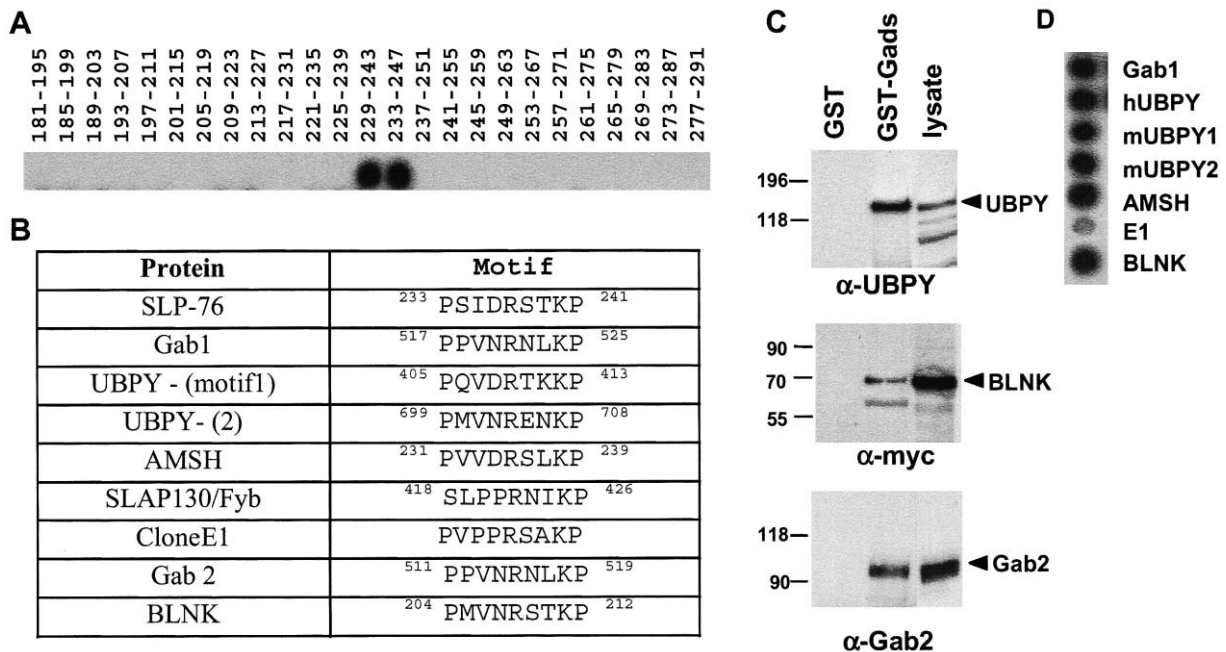 A
181-195
185-199
189-203
193-207
197-211
201-215
205-219
209-223
213-227
217-231
221-235
225-239
229-243
233-247
237-251
241-255
245-259
249-263
253-267
257-271
261-275
265-279
269-283
273-287
277-291
B
Protein Motif
SLP-76 233 PSIDRSTKP 241
Gab1 517 PPVNRNLKP 525
UBPY - (motif1) 405 PQVDRTKKP 413
UBPY- (2) 699 PMVNRENKP 708
AMSH 231 PVVDRSLKP 239
SLAP130/Fyb 418 SLPPRNIKP 426
CloneE1 PVPPRSAKP
Gab 2 511 PPVNRNLKP 519
BLNK 204 PMVNRSTKP 212
C
GST
GST-Gads
lysate
196
118
UBPY
α-UBPY
90
70
55
BLNK
α-myc
118
90
Gab2
α-Gab2
D
Gab1
hUBPY
mUBPY1
mUBPY2
AMSH
E1
BLNK